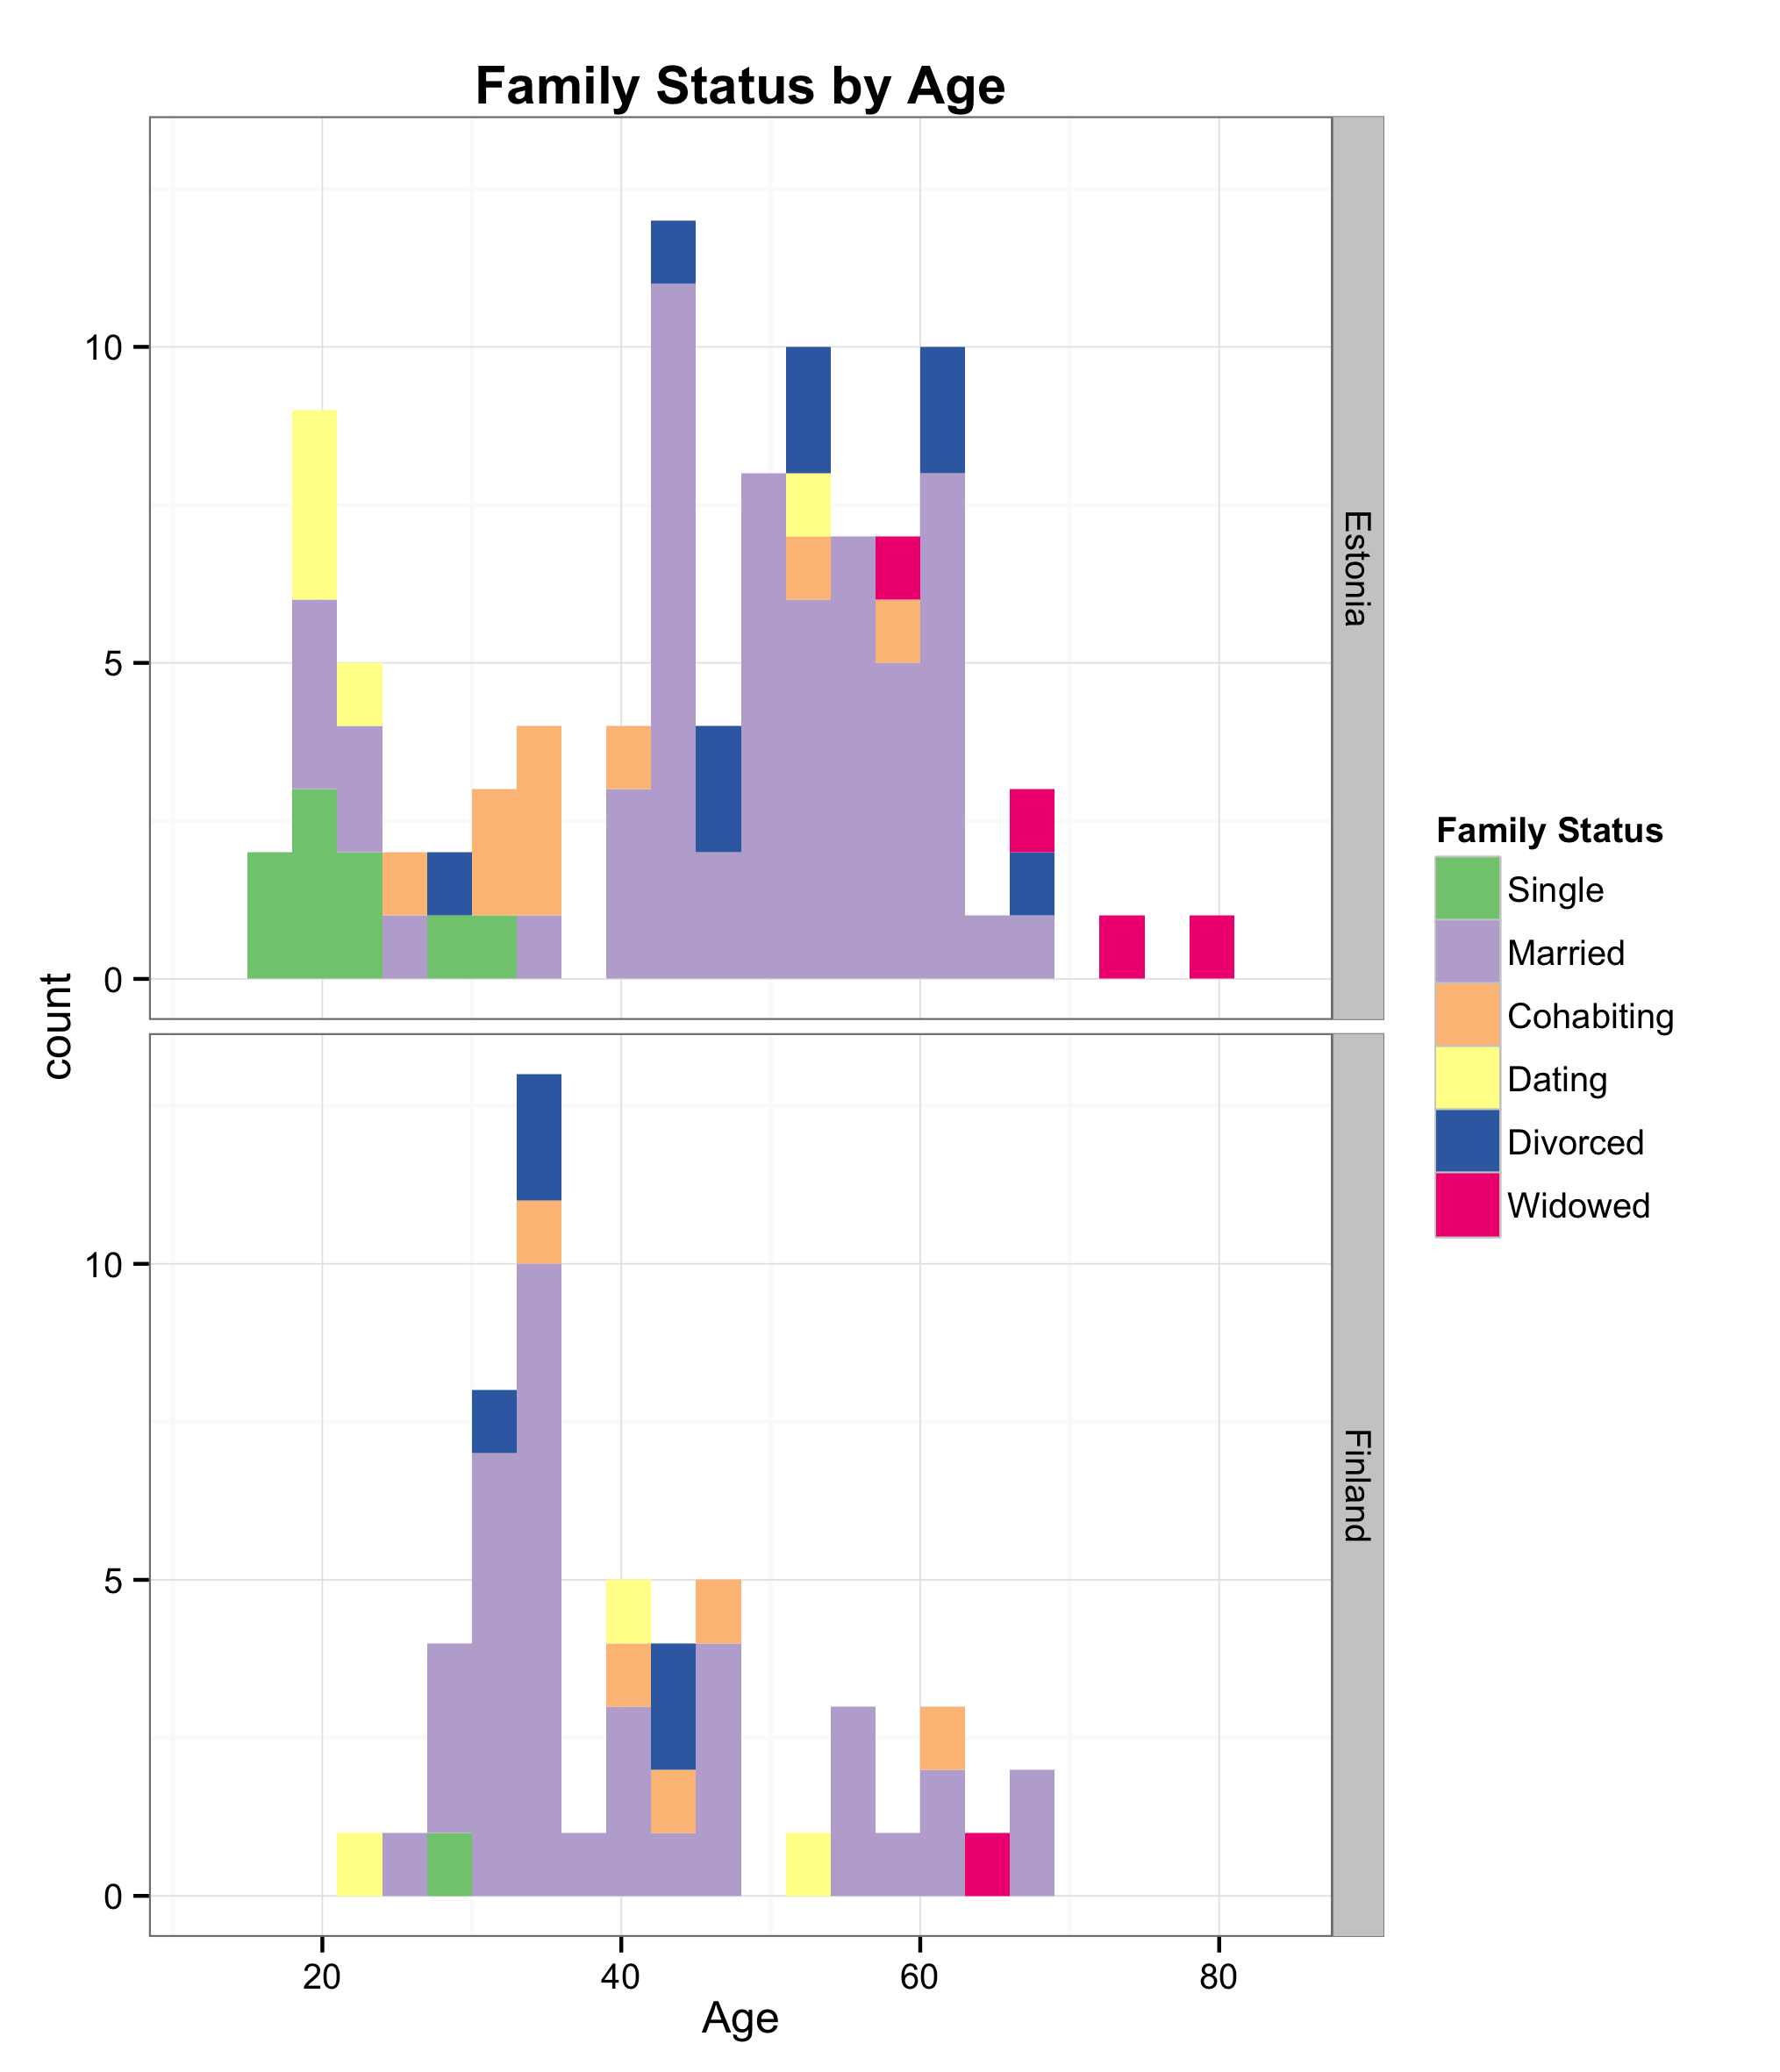 Family Status by Age
10
5
0
Estonia
count
10
5
0
Finland
20 40 60 80
Age
Family Status
Single
Married
Cohabiting
Dating
Divorced
Widowed